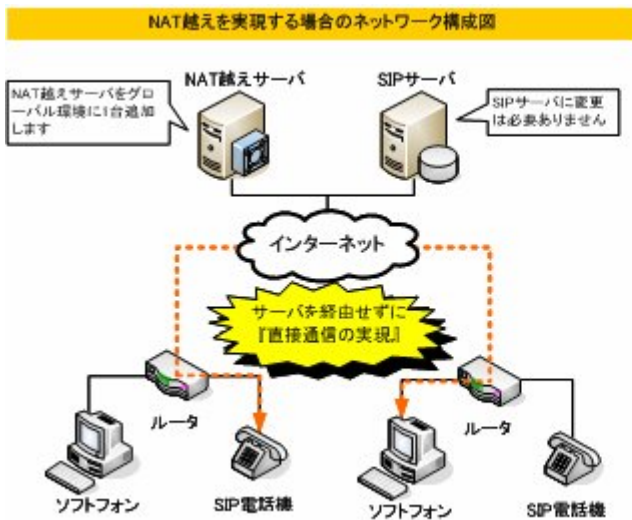 NAT越えを実現する場合のネットワーク構成図
NAT越えサーバ
SIPサーバ
NAT越えサーバをグロ
ーバル環境に1台追加
します
SIPサーバに変更
は必要ありません
インターネット
サーバを経由せずに
『直接通信の実現』
ルータ
ルータ
ソフトフォン
SIP電話機
ソフトフォン
SIP電話機